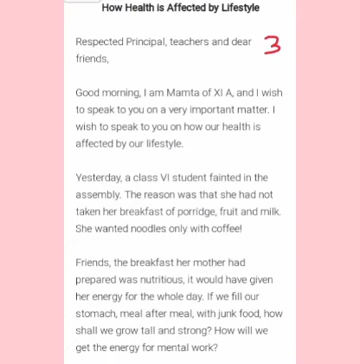 How Health is Affected by Lifestyle
3
Respected Principal, teachers and dear
friends,
Good morning, I am Mamta of XI A, and I wish
to speak to you on a very important matter. I
wish to speak to you on how our health is
affected by our lifestyle.
Yesterday, a class VI student fainted in the
assembly. The reason was that she had not
taken her breakfast of porridge, fruit and milk.
She wanted noodles only with coffee!
Friends, the breakfast her mother had
prepared was nutritious, it would have given
her energy for the whole day. If we fill our
stomach, meal after meal, with junk food, how
shall we grow tall and strong? How will we
get the energy for mental work?